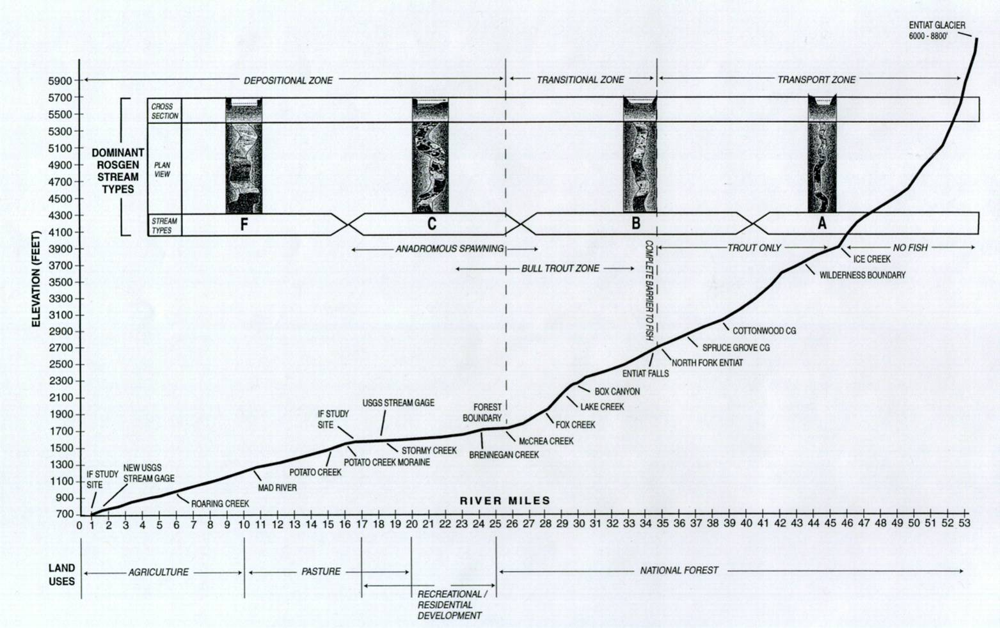 ENTIAT GLACIER
6000 - 8800'
DEPOSITIONAL ZONE
TRANSITIONAL ZONE
TRANSPORT ZONE
5900
5700
5500
5300
5100
4900
4700
4500
4300
4100
3900
3700
3500
3300
3100
2900
2700
2500
2300
2100
1900
1700
1500
1300
1100
900
700
ELEVATION (FEET)
DOMINANT
ROSGEN
STREAM
TYPES
CROSS
SECTION
PLAN
VIEW
STREAM
TYPES
F
C
B
A
ANADROMOUS SPAWNING
TROUT ONLY
NO FISH
BULL TROUT ZONE
COMPLETE BARRIER TO FISH
ICE CREEK
WILDERNESS BOUNDARY
COTTONWOOD CG
SPRUCE GROVE CG
NORTH FORK ENTIAT
ENTIAT FALLS
BOX CANYON
LAKE CREEK
FOX CREEK
McCREA CREEK
FOREST
BOUNDARY
BRENNEGAN CREEK
USGS STREAM GAGE
IF STUDY
SITE
STORMY CREEK
POTATO CREEK MORAINE
POTATO CREEK
MAD RIVER
ROARING CREEK
NEW USGS
STREAM GAGE
IF STUDY
SITE
RIVER MILES
0 1 2 3 4 5 6 7 8 9 10 11 12 13 14 15 16 17 18 19 20 21 22 23 24 25 26 27 28 29 30 31 32 33 34 35 36 37 38 39 40 41 42 43 44 45 46 47 48 49 50 51 52 53
LAND
USES
AGRICULTURE
PASTURE
RECREATIONAL /
RESIDENTIAL
DEVELOPMENT
NATIONAL FOREST